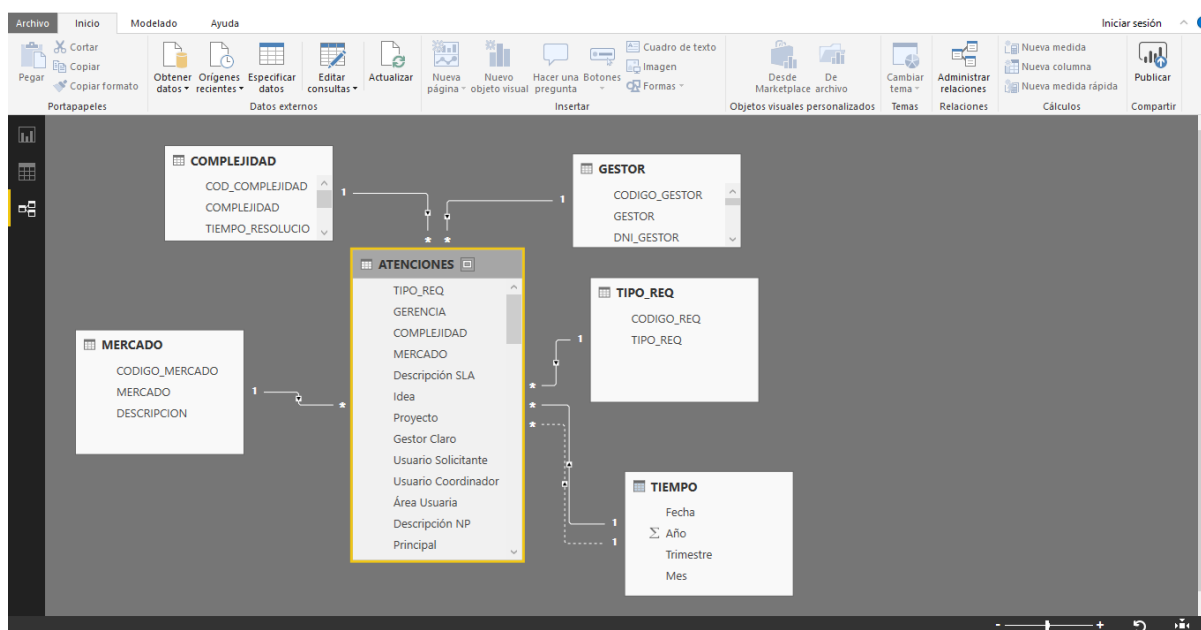 Archivo Inicio Modelado Ayuda Iniciar sesión
Pegar
Cortar
Copiar
Copiar formato
Portapapeles
Obtener datos
Orígenes recientes
Especificar datos
Editar consultas
Datos externos
Actualizar
Nueva página
Nuevo objeto visual
Hacer una pregunta
Botones
Cuadro de texto
Imagen
Formas
Insertar
Desde Marketplace
De archivo
Objetos visuales personalizados
Cambiar tema
Temas
Administrar relaciones
Relaciones
Nueva medida
Nueva columna
Nueva medida rápida
Cálculos
Publicar
Compartir
COMPLEJIDAD
COD_COMPLEJIDAD
COMPLEJIDAD
TIEMPO_RESOLUCIO
1
*
GESTOR
CODIGO_GESTOR
GESTOR
DNI_GESTOR
1
*
ATENCIONES
TIPO_REQ
GERENCIA
COMPLEJIDAD
MERCADO
Descripción SLA
Idea
Proyecto
Gestor Claro
Usuario Solicitante
Usuario Coordinador
Área Usuaria
Descripción NP
Principal
TIPO_REQ
CODIGO_REQ
TIPO_REQ
1
*
MERCADO
CODIGO_MERCADO
MERCADO
DESCRIPCION
1
*
*
*
TIEMPO
Fecha
Σ Año
Trimestre
Mes
1
1
- +